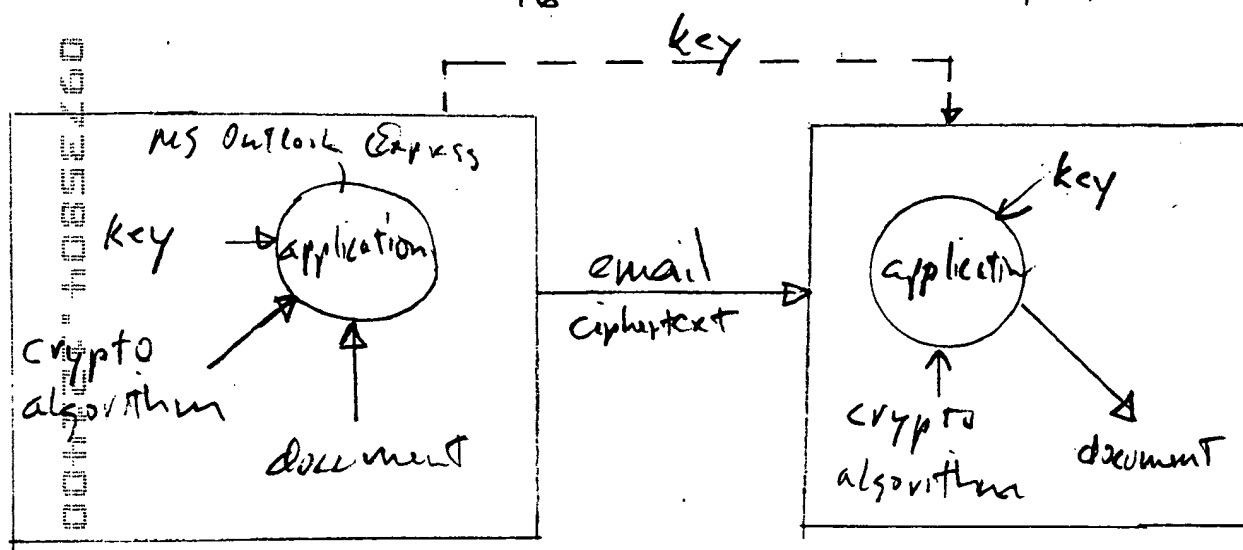 key
MS Outlook Express
key
application
crypto
algorithm
document
email
ciphertext
key
application
crypto
algorithm
document